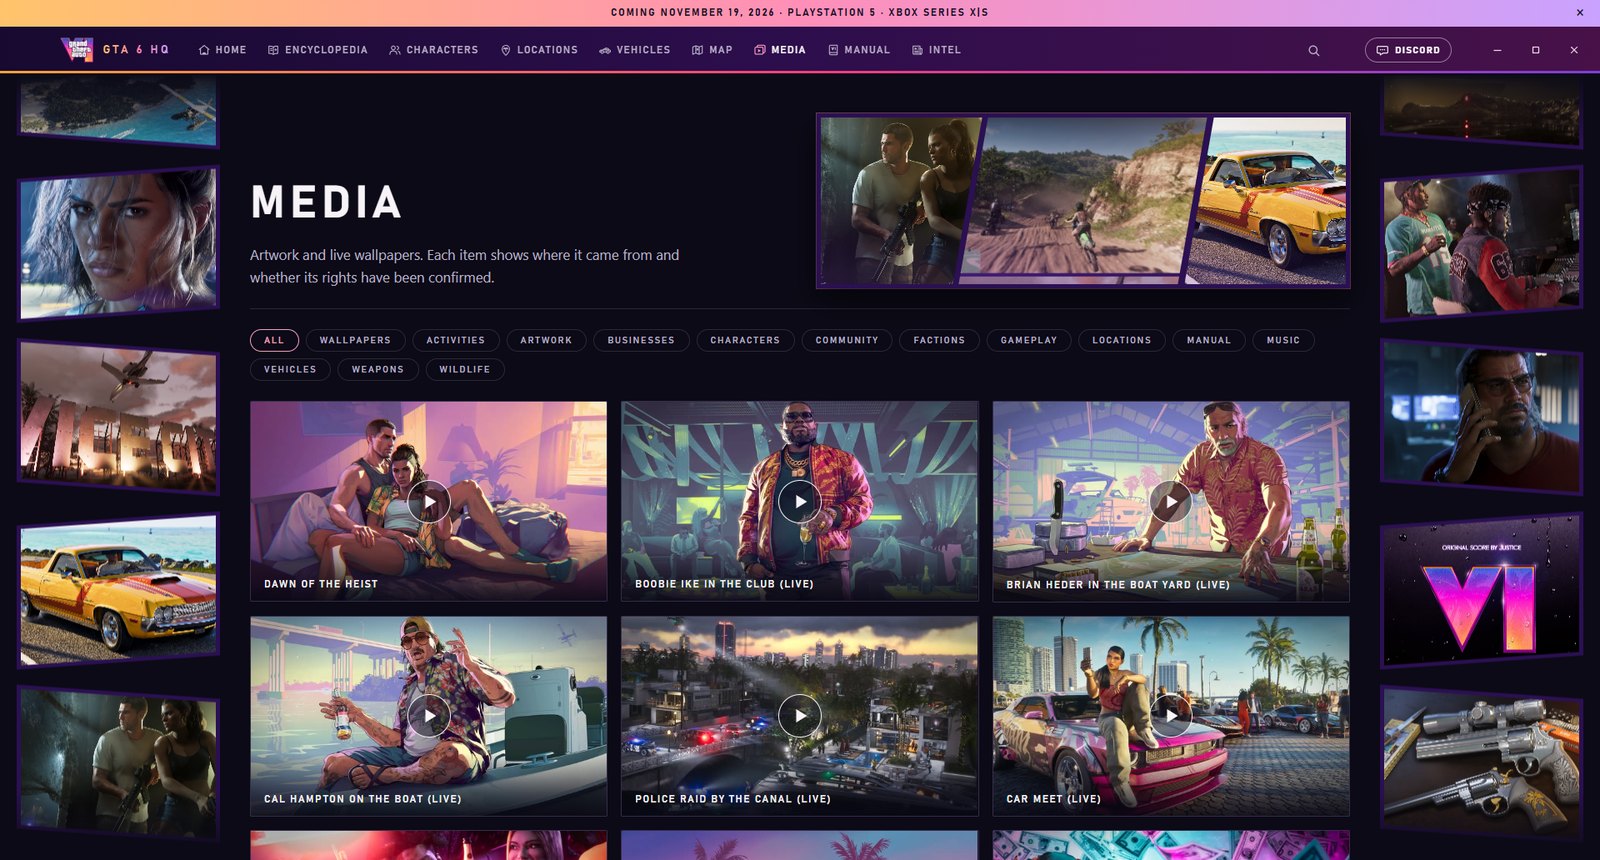 COMING NOVEMBER 19, 2026 · PLAYSTATION 5 · XBOX SERIES X|S
grand theft auto
GTA 6 HQ
HOME
ENCYCLOPEDIA
CHARACTERS
LOCATIONS
VEHICLES
MAP
MEDIA
MANUAL
INTEL
DISCORD
MEDIA
Artwork and live wallpapers. Each item shows where it came from and
whether its rights have been confirmed.
ALL
WALLPAPERS
ACTIVITIES
ARTWORK
BUSINESSES
CHARACTERS
COMMUNITY
FACTIONS
GAMEPLAY
LOCATIONS
MANUAL
MUSIC
VEHICLES
WEAPONS
WILDLIFE
DAWN OF THE HEIST
BOOBIE IKE IN THE CLUB (LIVE)
BRIAN HEDER IN THE BOAT YARD (LIVE)
CAL HAMPTON ON THE BOAT (LIVE)
POLICE RAID BY THE CANAL (LIVE)
CAR MEET (LIVE)
ORIGINAL SCORE BY JUSTICE
VI